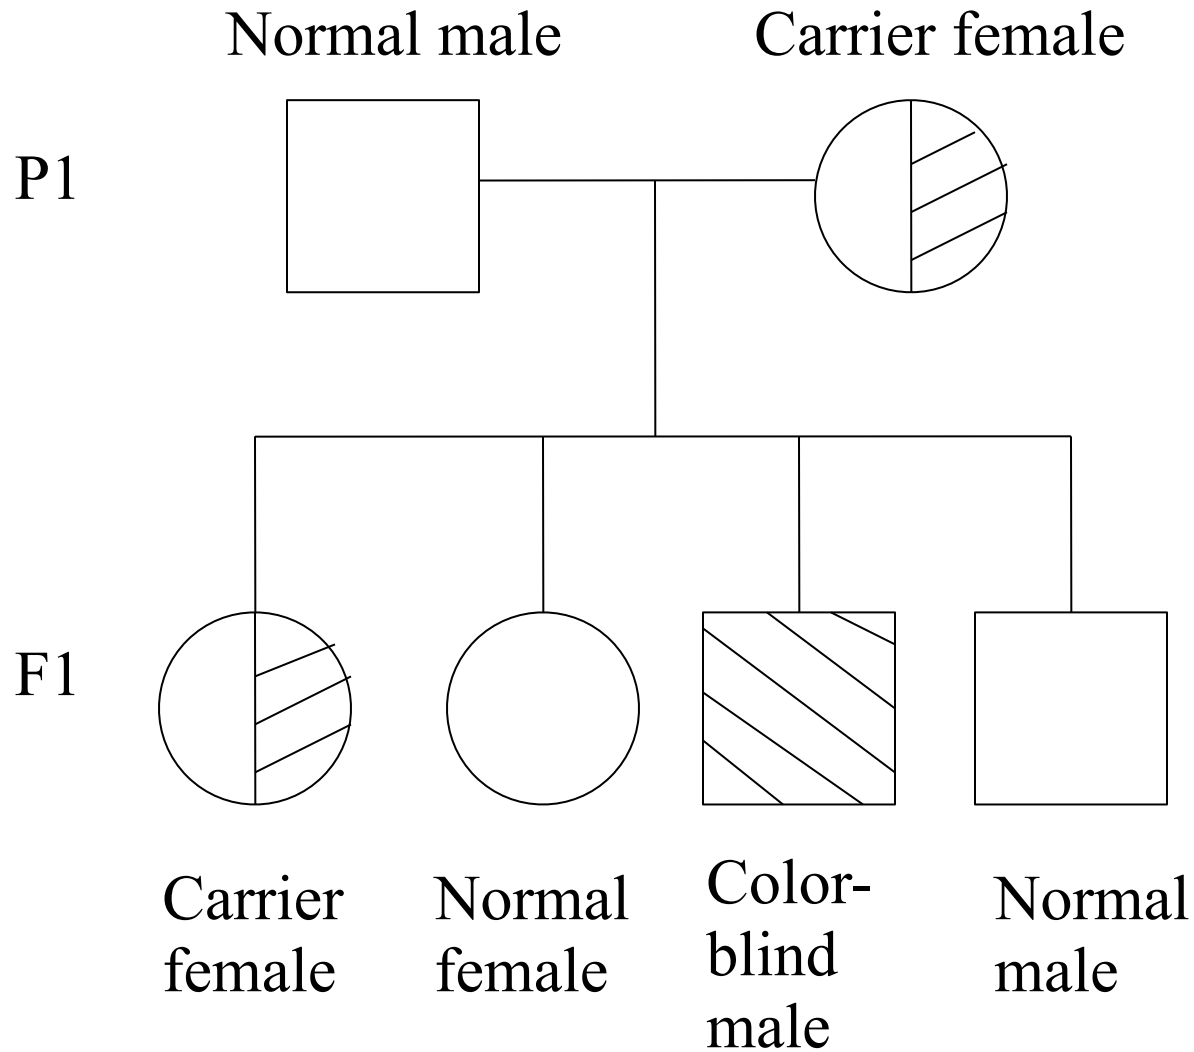 Normal male
Carrier female
P1
F1
Carrier
female
Normal
female
Color-
blind
male
Normal
male